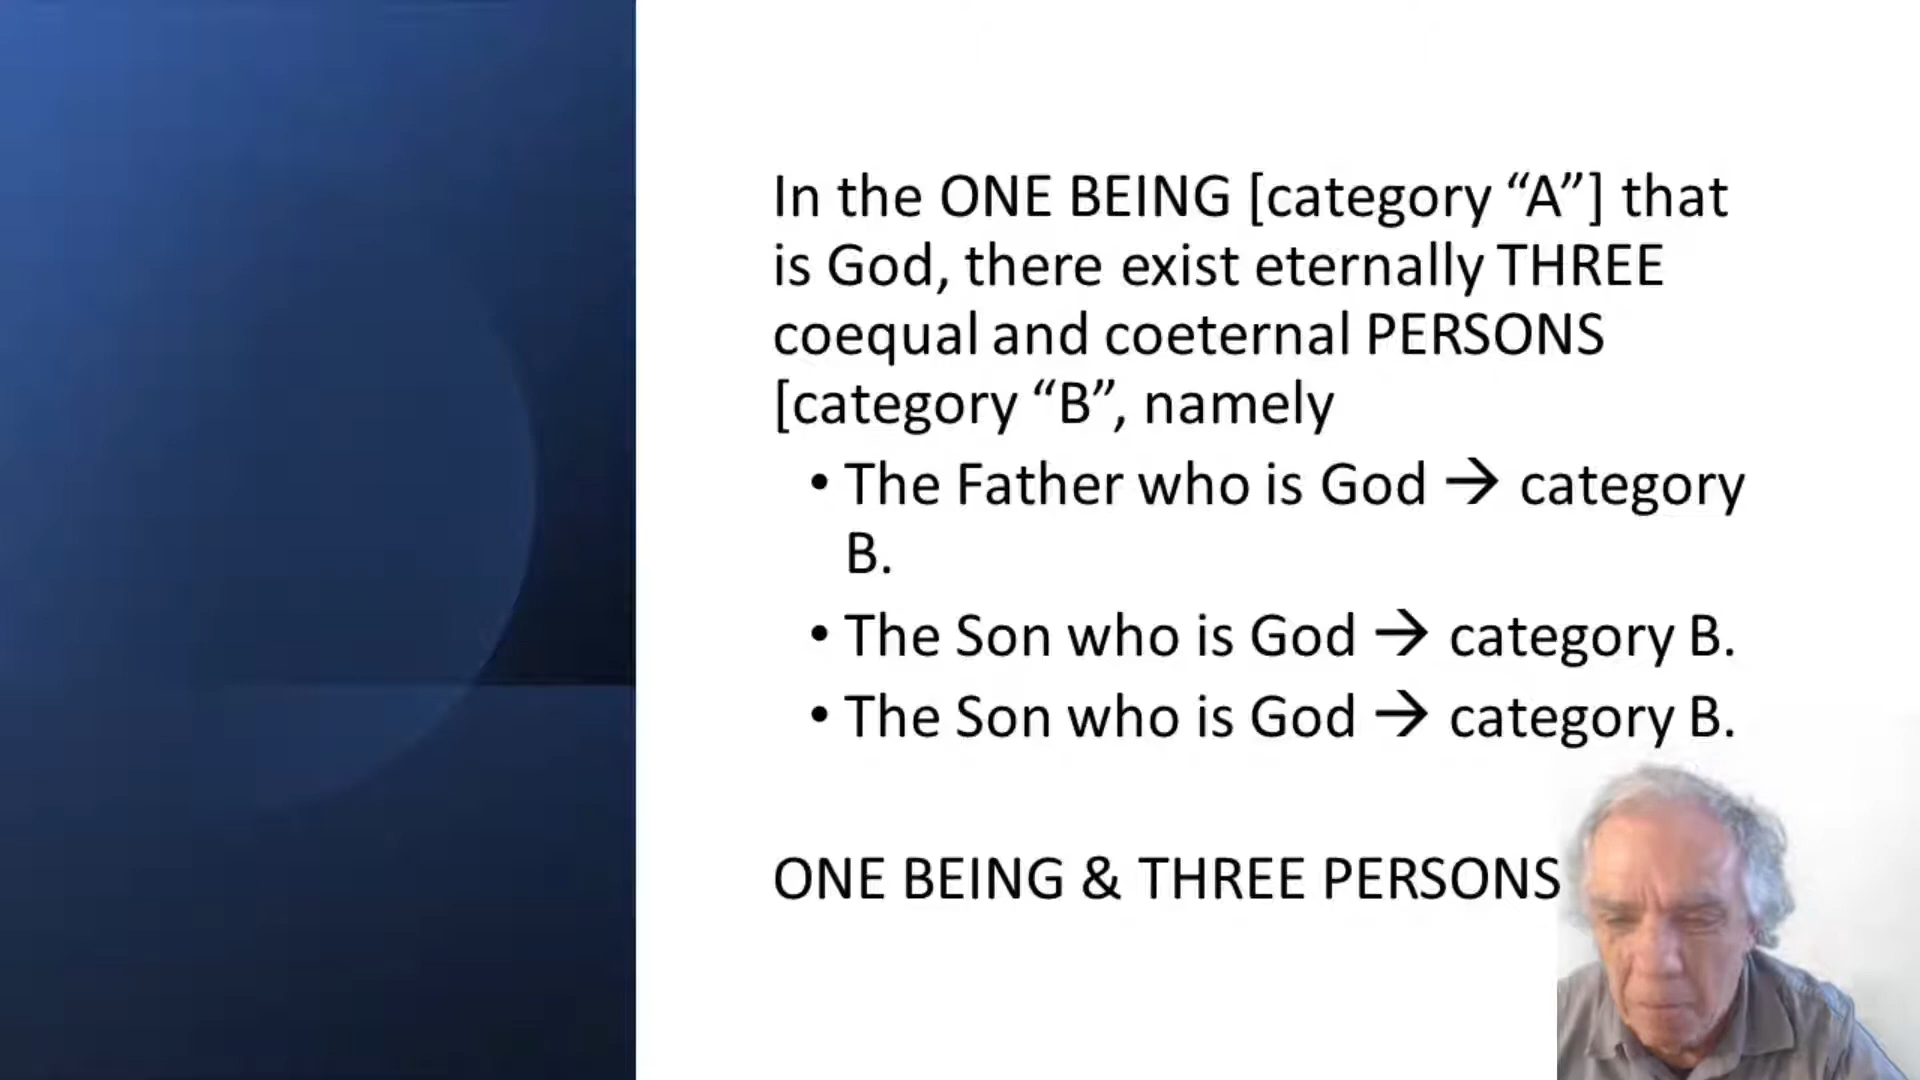 In the ONE BEING [category “A”] that
is God, there exist eternally THREE
coequal and coeternal PERSONS
[category “B”, namely
• The Father who is God → category
B.
• The Son who is God → category B.
• The Son who is God → category B.
ONE BEING & THREE PERSONS